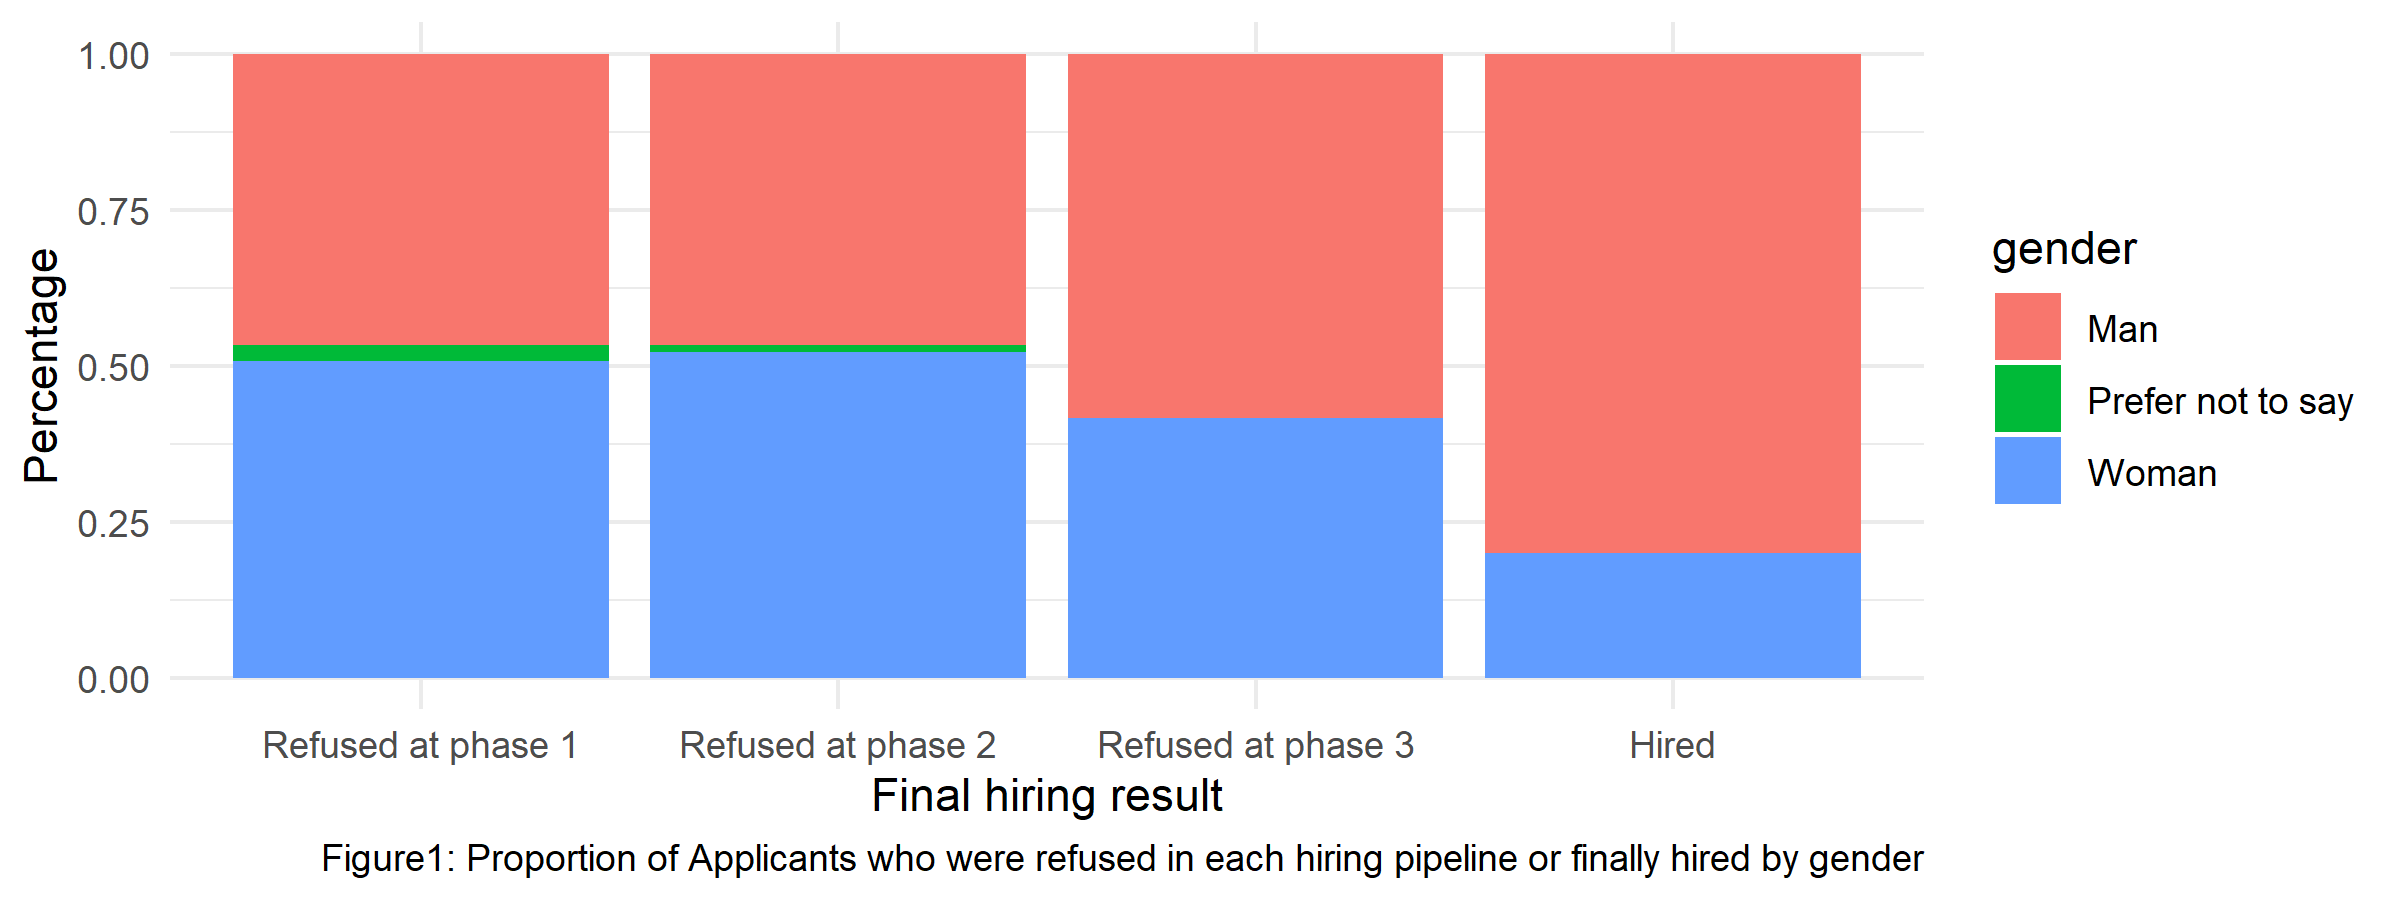 1.00
0.75
0.50
0.25
0.00
Percentage
Refused at phase 1
Refused at phase 2
Refused at phase 3
Hired
Final hiring result
Figure1: Proportion of Applicants who were refused in each hiring pipeline or finally hired by gender
gender
Man
Prefer not to say
Woman